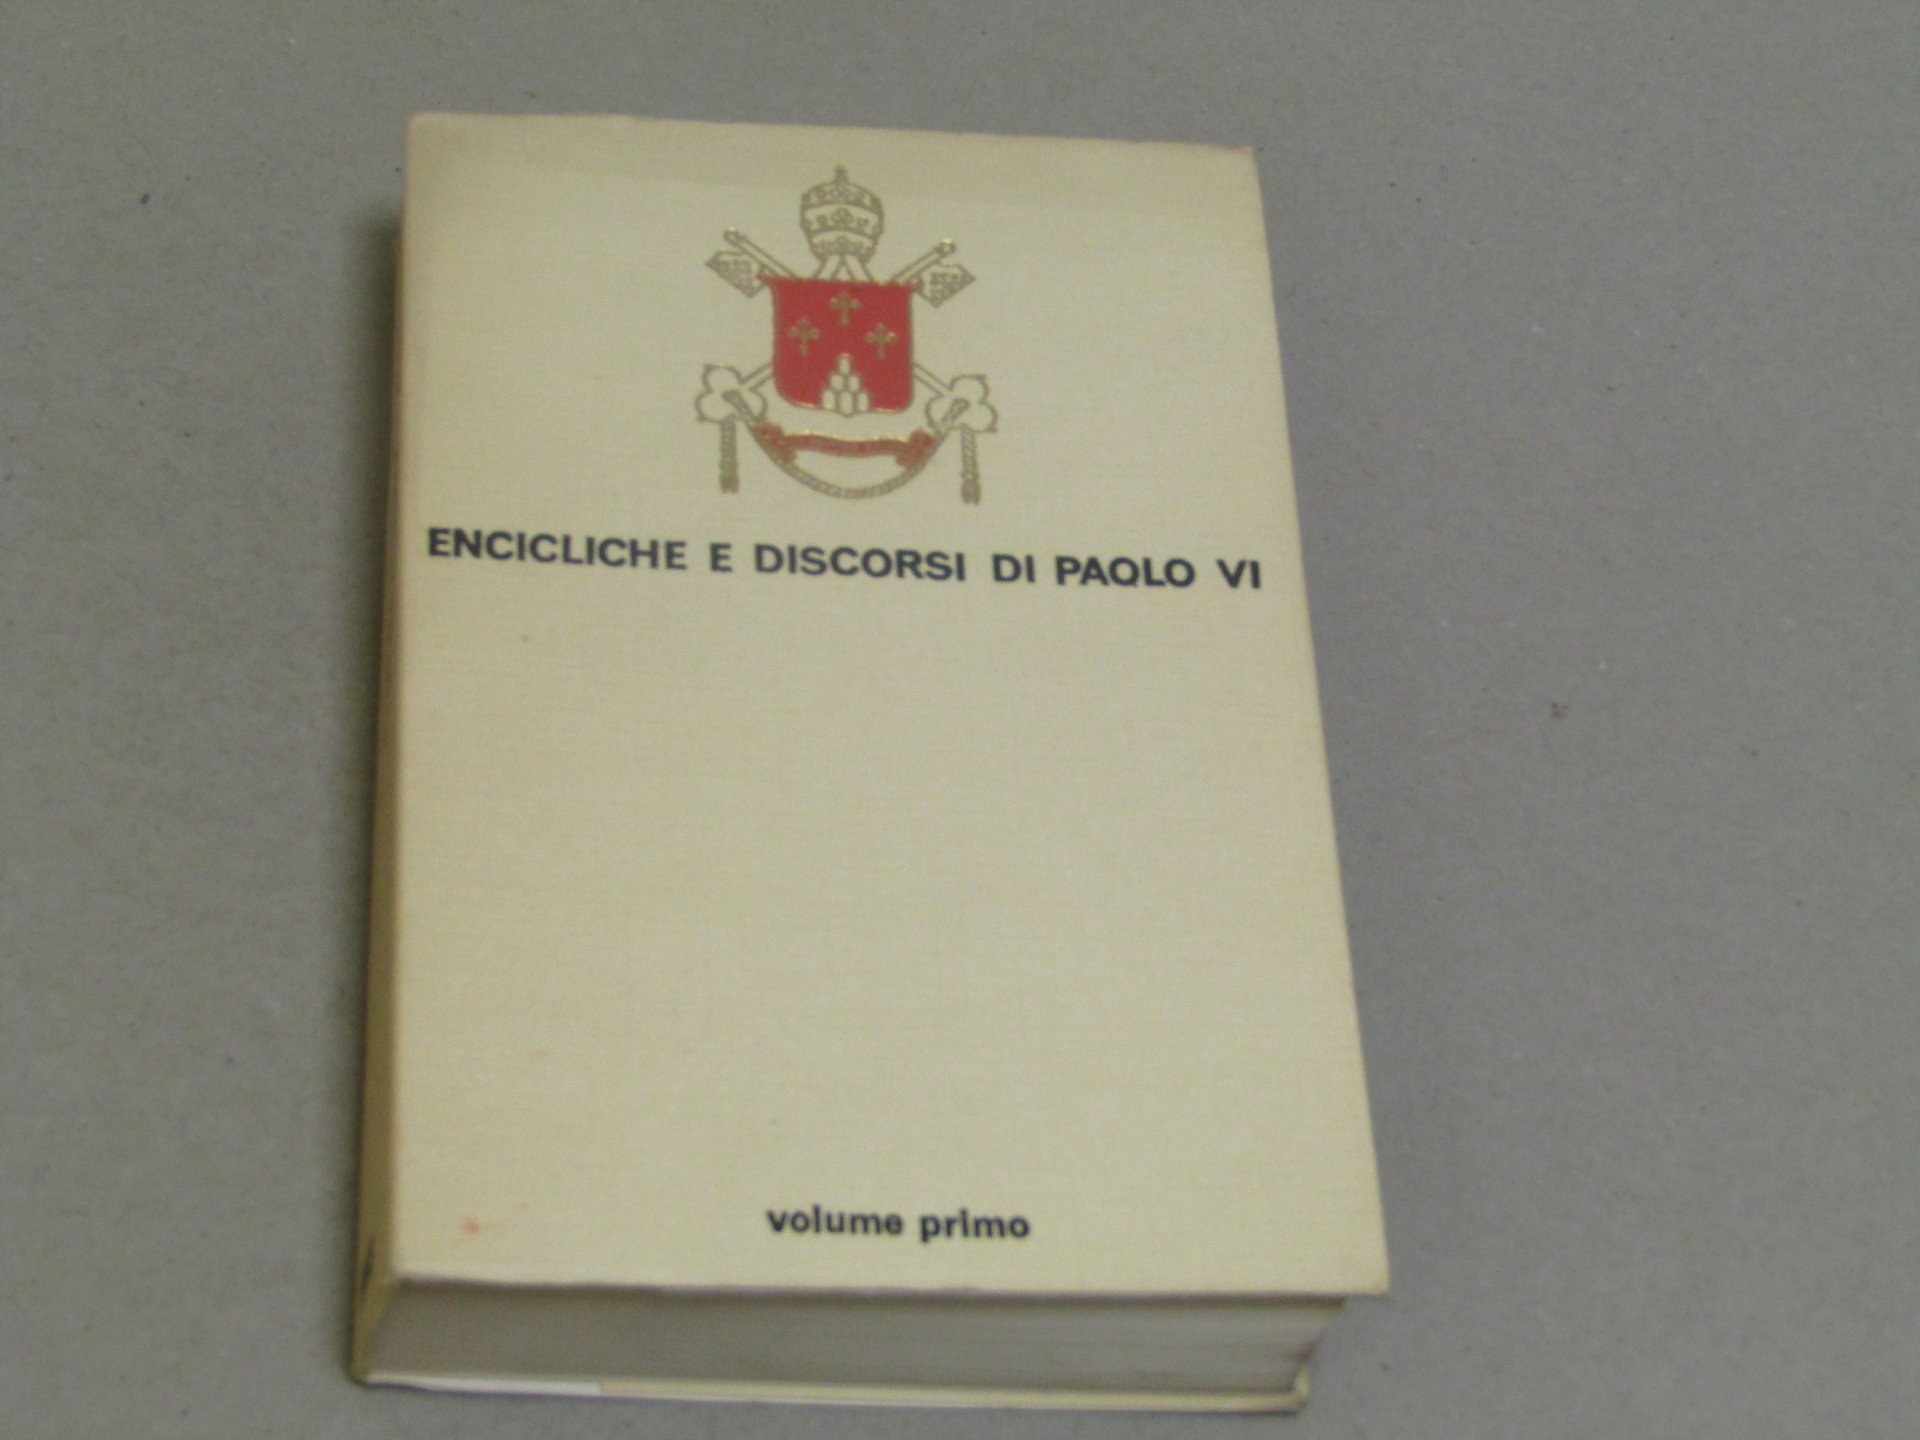 ENCICLICHE E DISCORSI DI PAOLO VI
volume primo